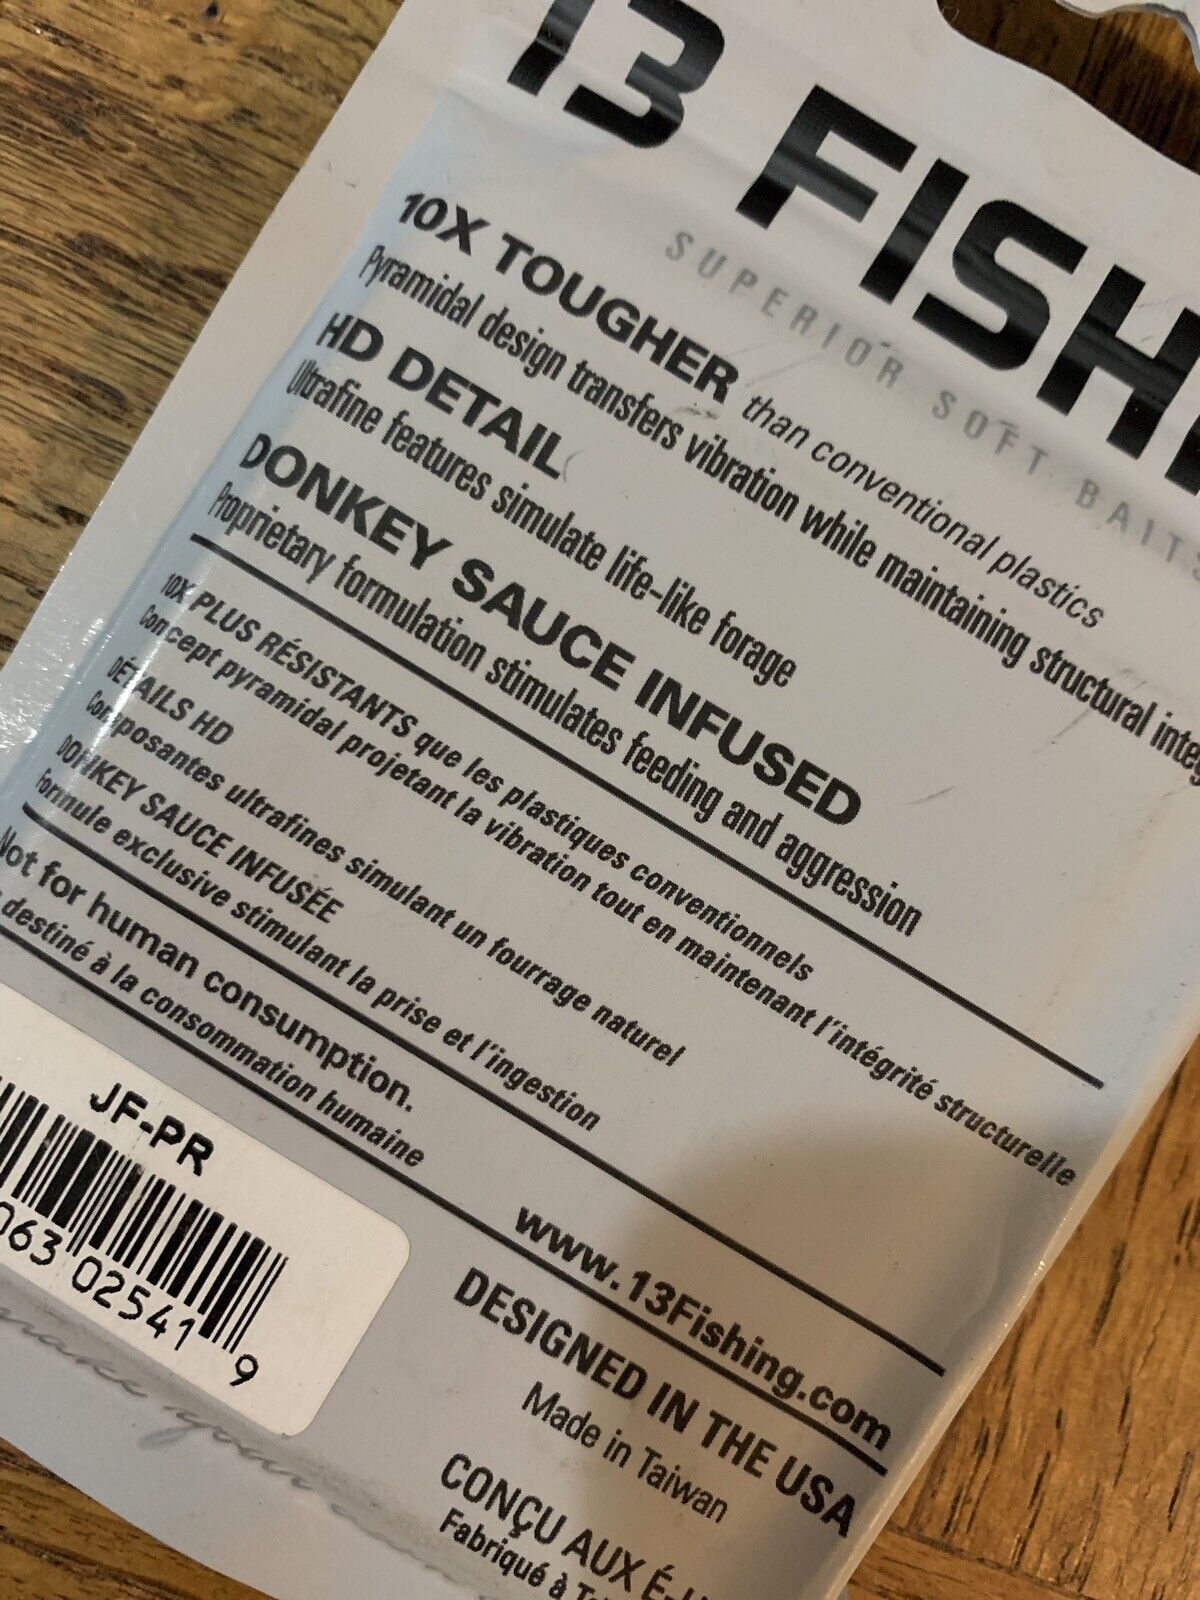 13 FISH
SUPERIOR SOFT BAITS
10X TOUGHER than conventional plastics
Pyramidal design transfers vibration while maintaining structural integ
HD DETAIL
Ultrafine features simulate life-like forage
DONKEY SAUCE INFUSED
Proprietary formulation stimulates feeding and aggression
10X PLUS RÉSISTANTS que les plastiques conventionnels
Concept pyramidal projetant la vibration tout en maintenant l'intégrité structurelle
DÉTAILS HD
Composantes ultrafines simulant un fourrage naturel
DONKEY SAUCE INFUSÉE
Formule exclusive stimulant la prise et l'ingestion
Not for human consumption.
destiné à la consommation humaine
www.13Fishing.com
JF-PR
063 02541 9
DESIGNED IN THE USA
Made in Taiwan
CONÇU AUX É-U
Fabriqué à